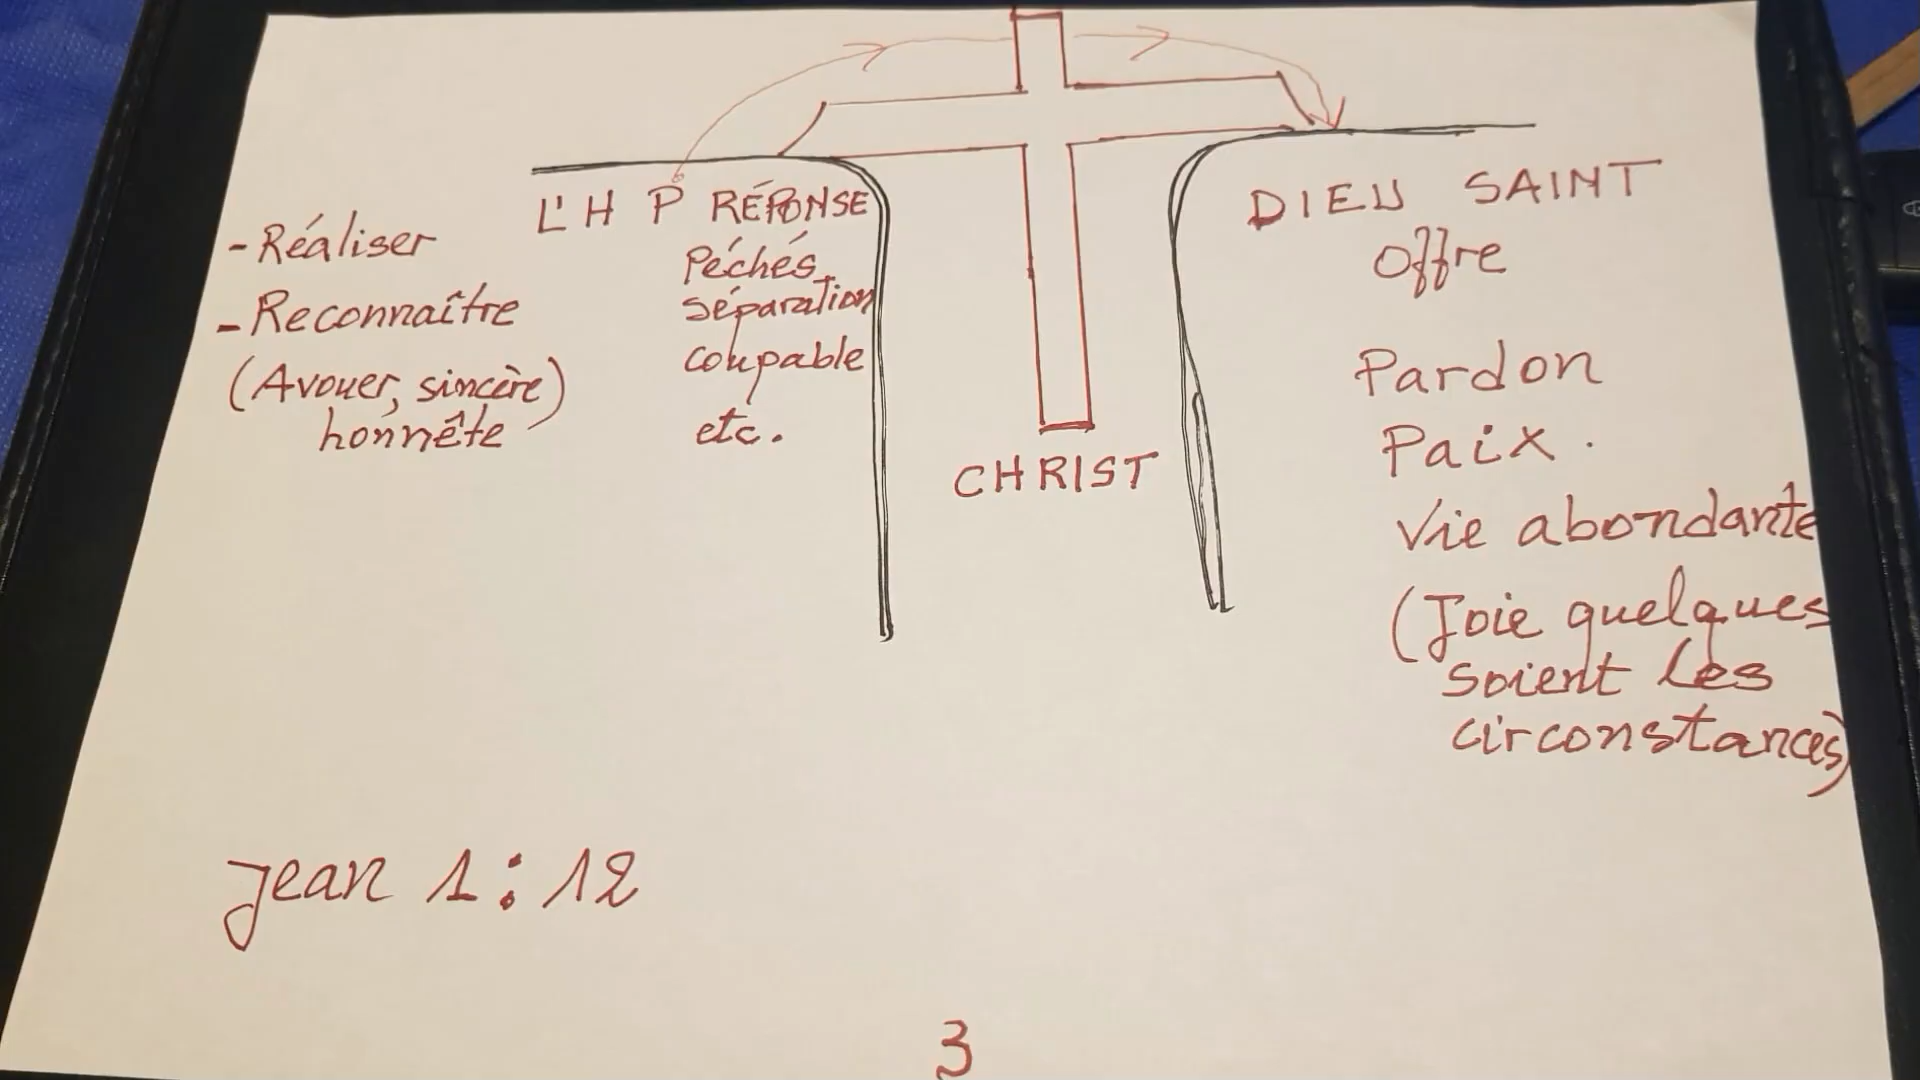 L'H P RÉPONSE
- Réaliser
- Reconnaître
(Avouer, sincère)
honnête
Péchés
séparation
coupable
etc.
CHRIST
DIEU SAINT
offre
Pardon
Paix.
Vie abondante
(Joie quelques
soient les
circonstances)
Jean 1:12
3